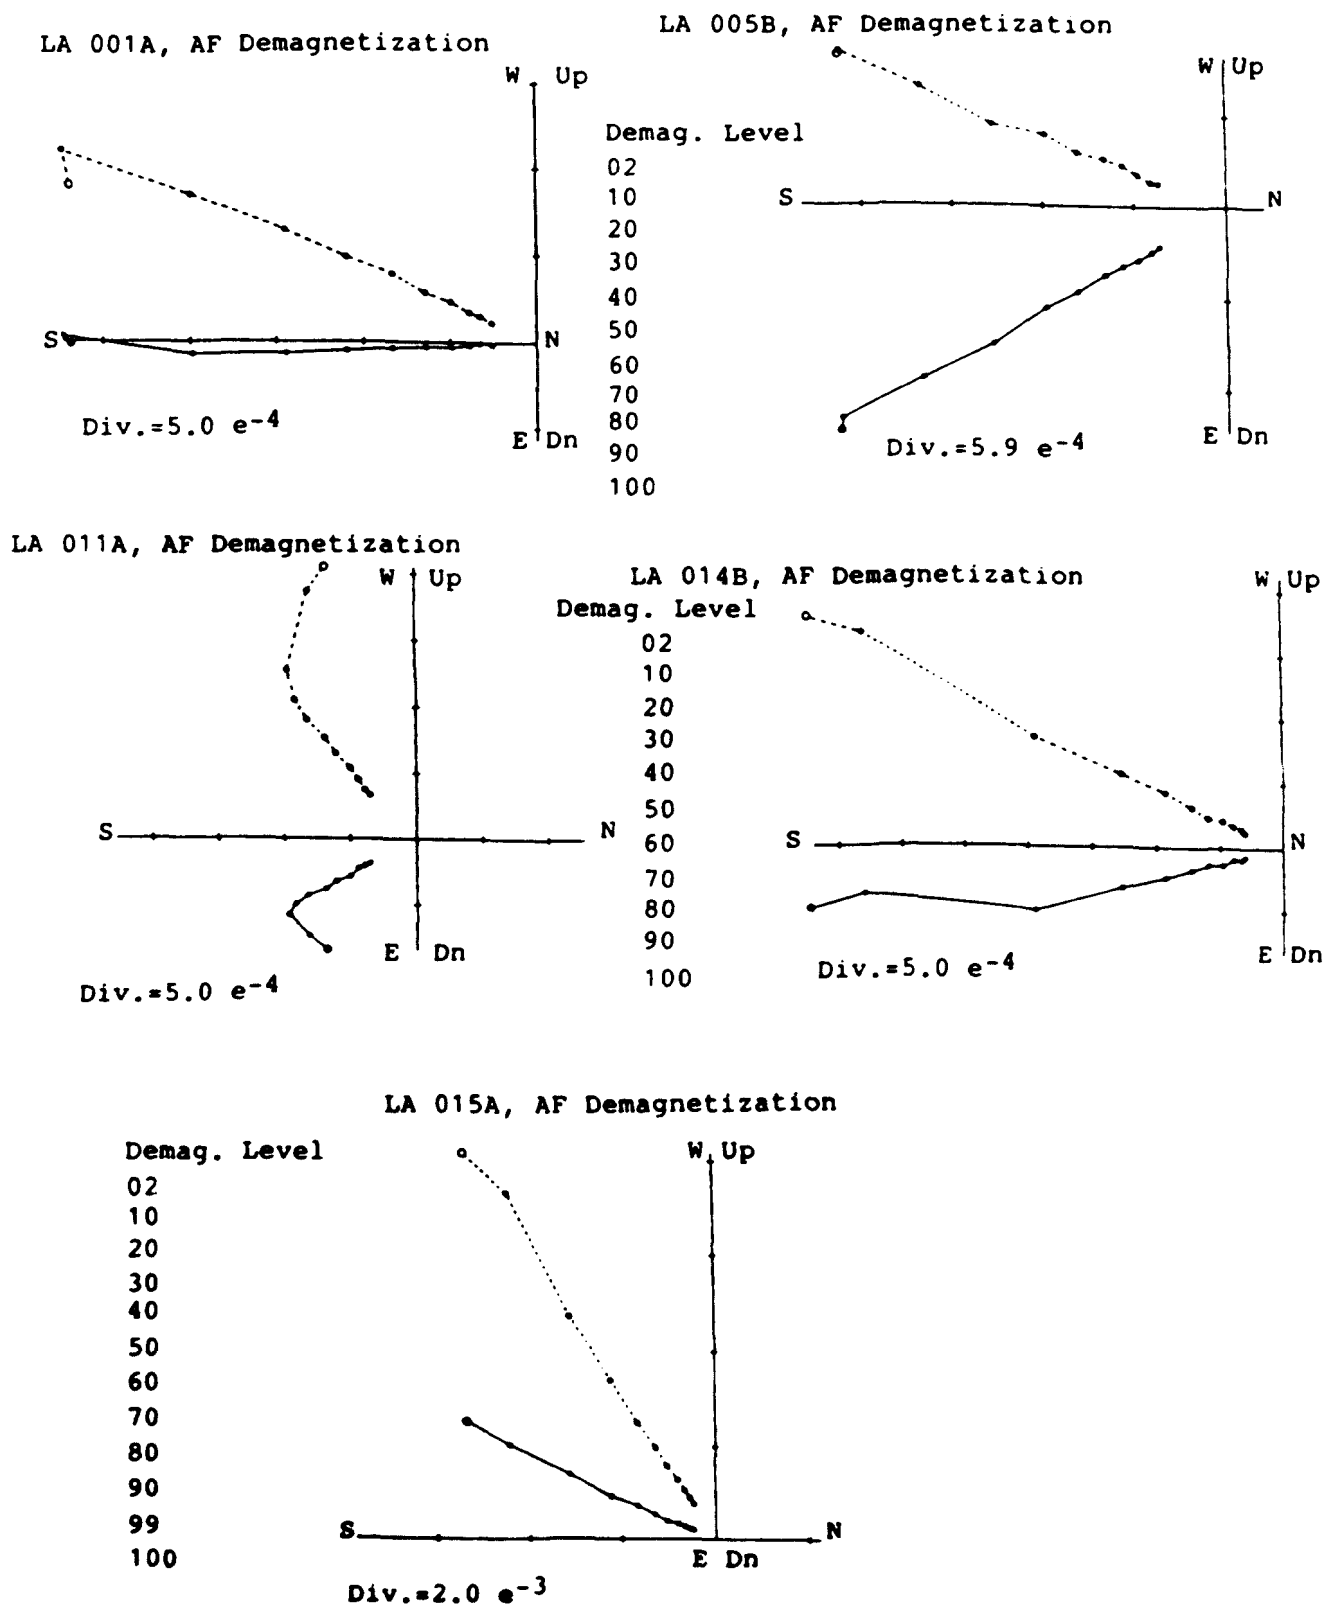 LA 001A, AF Demagnetization
W Up
S N
Div.=5.0 e-4
E Dn
Demag. Level
02
10
20
30
40
50
60
70
80
90
100
LA 005B, AF Demagnetization
W Up
S N
Div.=5.9 e-4
E Dn
LA 011A, AF Demagnetization
W Up
S N
E Dn
Div.=5.0 e-4
LA 014B, AF Demagnetization
Demag. Level
02
10
20
30
40
50
60
70
80
90
100
W Up
S N
E Dn
Div.=5.0 e-4
LA 015A, AF Demagnetization
Demag. Level
02
10
20
30
40
50
60
70
80
90
99
100
W Up
S N
E Dn
Div.=2.0 e-3